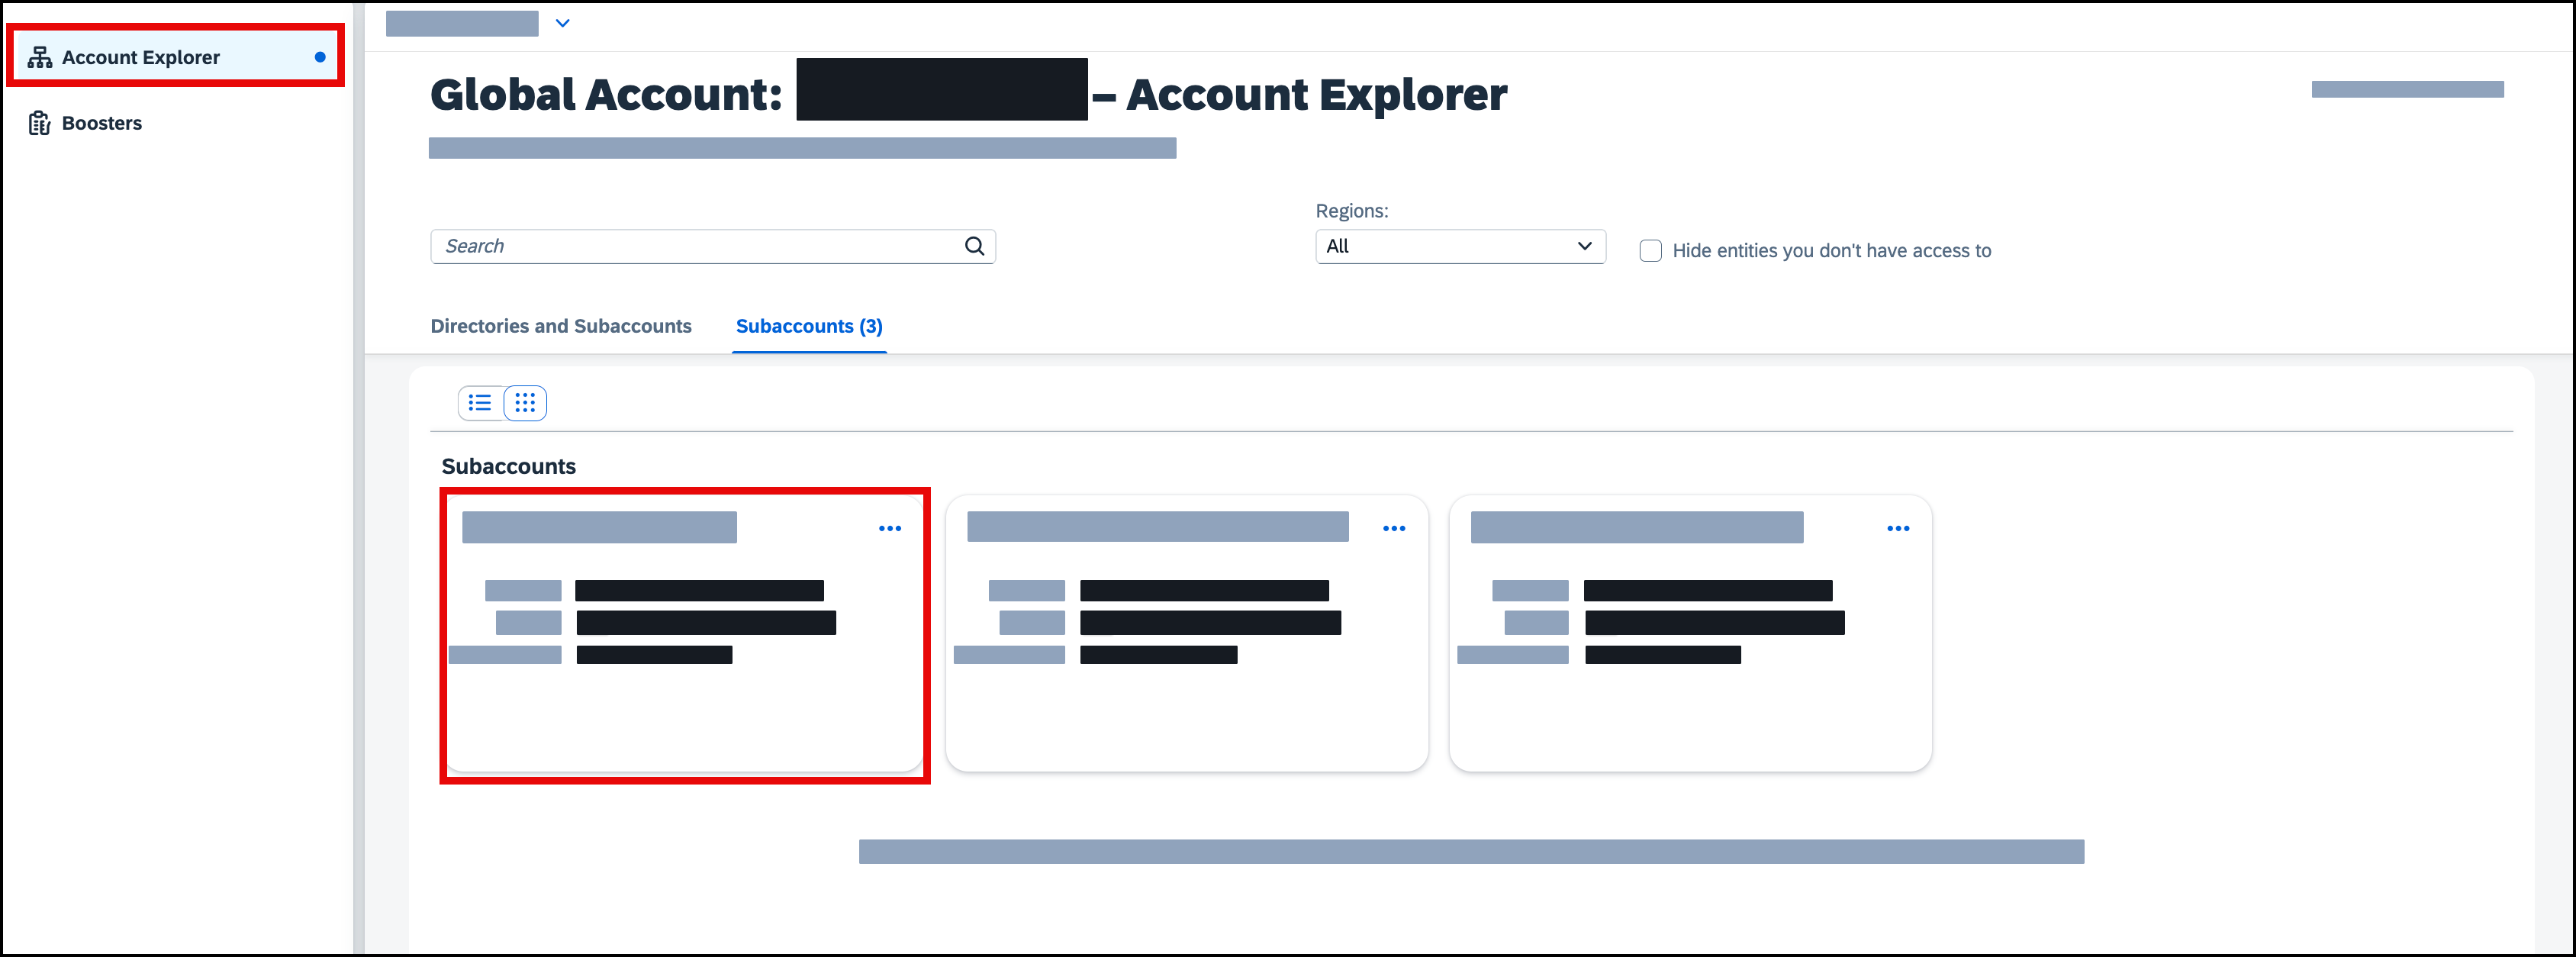 Account Explorer
Boosters
Global Account: – Account Explorer
Search
Regions:
All
Hide entities you don't have access to
Directories and Subaccounts
Subaccounts (3)
Subaccounts